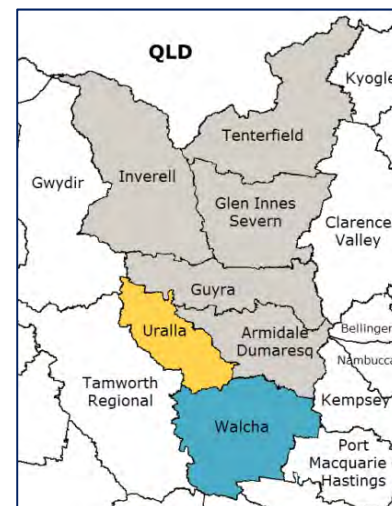 QLD
Kyogle
Tenterfield
Inverell
Gwydir
Glen Innes
Severn
Clarence
Valley
Guyra
Uralla
Armidale
Dumaresq
Bellinger
Nambucca
Tamworth
Regional
Kempsey
Walcha
Port
Macquarie
Hastings